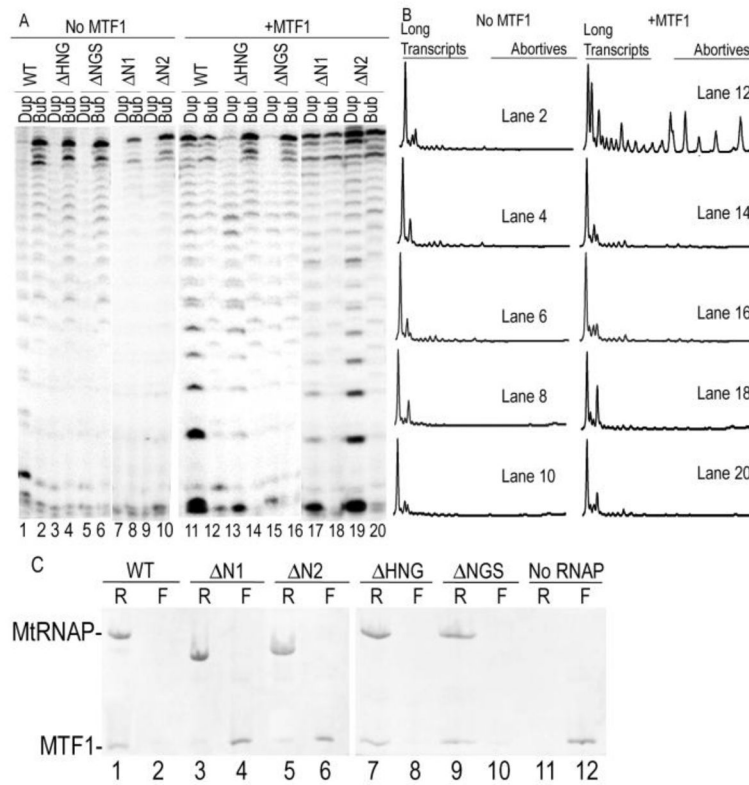 A
No MTF1
+MTF1
WT
ΔHNG
ΔNGS
ΔN1
ΔN2
WT
ΔHNG
ΔNGS
ΔN1
ΔN2
Dup
Bub
Dup
Bub
Dup
Bub
Dup
Bub
Dup
Bub
Dup
Bub
Dup
Bub
Dup
Bub
Dup
Bub
Dup
Bub
1 2 3 4 5 6 7 8 9 10 11 12 13 14 15 16 17 18 19 20
B
No MTF1
+MTF1
Long
Transcripts
Abortives
Long
Transcripts
Abortives
Lane 2
Lane 12
Lane 4
Lane 14
Lane 6
Lane 16
Lane 8
Lane 18
Lane 10
Lane 20
C
WT ΔN1 ΔN2 ΔHNG ΔNGS No RNAP
R F R F R F R F R F R F
MtRNAP-
MTF1-
1 2 3 4 5 6 7 8 9 10 11 12